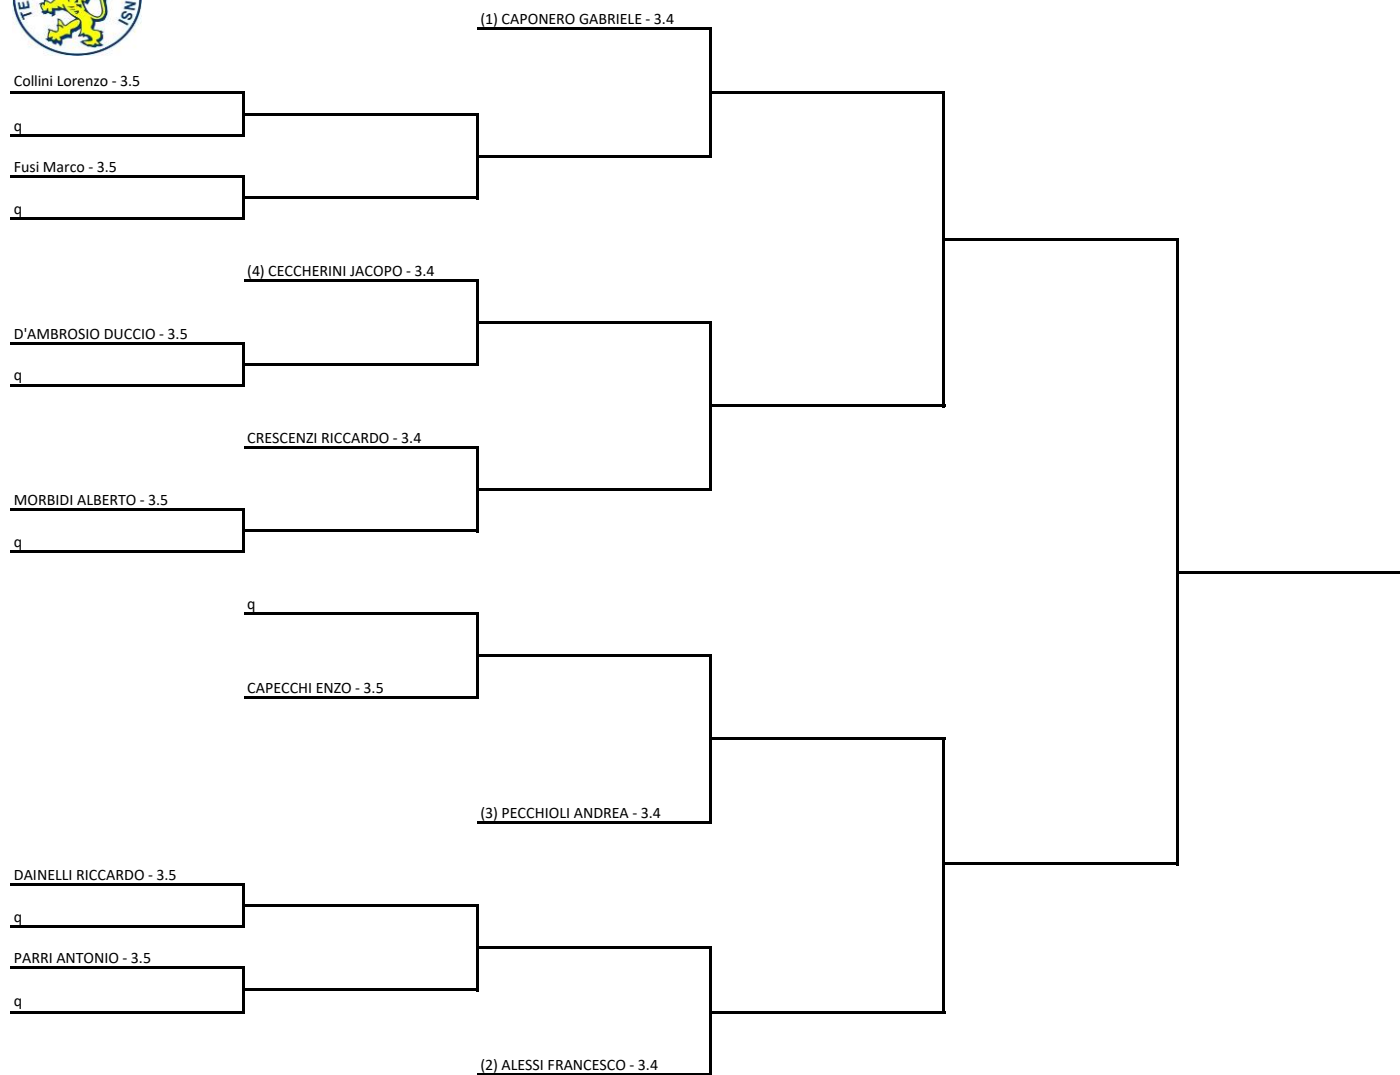 (1) CAPONERO GABRIELE - 3.4
Collini Lorenzo - 3.5
q
Fusi Marco - 3.5
q
(4) CECCHERINI JACOPO - 3.4
D'AMBROSIO DUCCIO - 3.5
q
CRESCENZI RICCARDO - 3.4
MORBIDI ALBERTO - 3.5
q
q
CAPECCHI ENZO - 3.5
(3) PECCHIOLI ANDREA - 3.4
DAINELLI RICCARDO - 3.5
q
PARRI ANTONIO - 3.5
q
(2) ALESSI FRANCESCO - 3.4